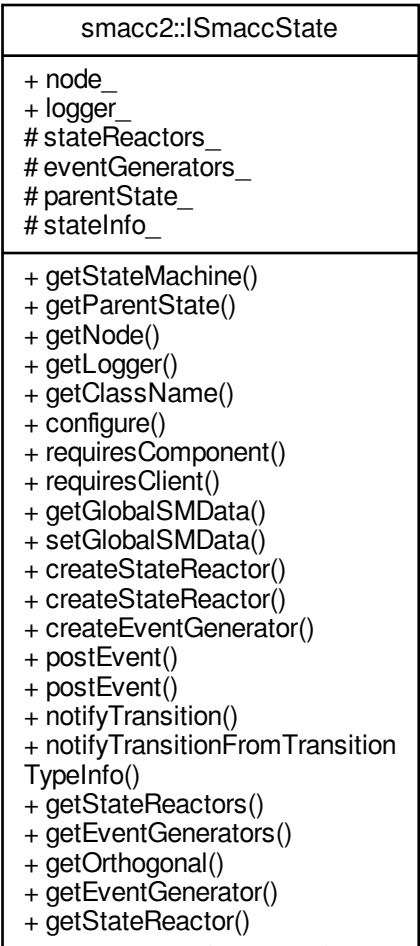 smacc2::ISmaccState
+ node_
+ logger_
# stateReactors_
# eventGenerators_
# parentState_
# stateInfo_
+ getStateMachine()
+ getParentState()
+ getNode()
+ getLogger()
+ getClassName()
+ configure()
+ requiresComponent()
+ requiresClient()
+ getGlobalSMData()
+ setGlobalSMData()
+ createStateReactor()
+ createStateReactor()
+ createEventGenerator()
+ postEvent()
+ postEvent()
+ notifyTransition()
+ notifyTransitionFromTransition
TypeInfo()
+ getStateReactors()
+ getEventGenerators()
+ getOrthogonal()
+ getEventGenerator()
+ getStateReactor()